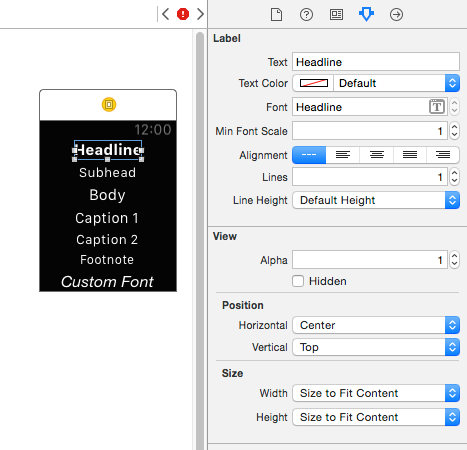 12:00
Headline
Subhead
Body
Caption 1
Caption 2
Footnote
Custom Font
Label
Text Headline
Text Color Default
Font Headline T
Min Font Scale 1
Alignment ---
Lines 1
Line Height Default Height
View
Alpha 1
Hidden
Position
Horizontal Center
Vertical Top
Size
Width Size to Fit Content
Height Size to Fit Content